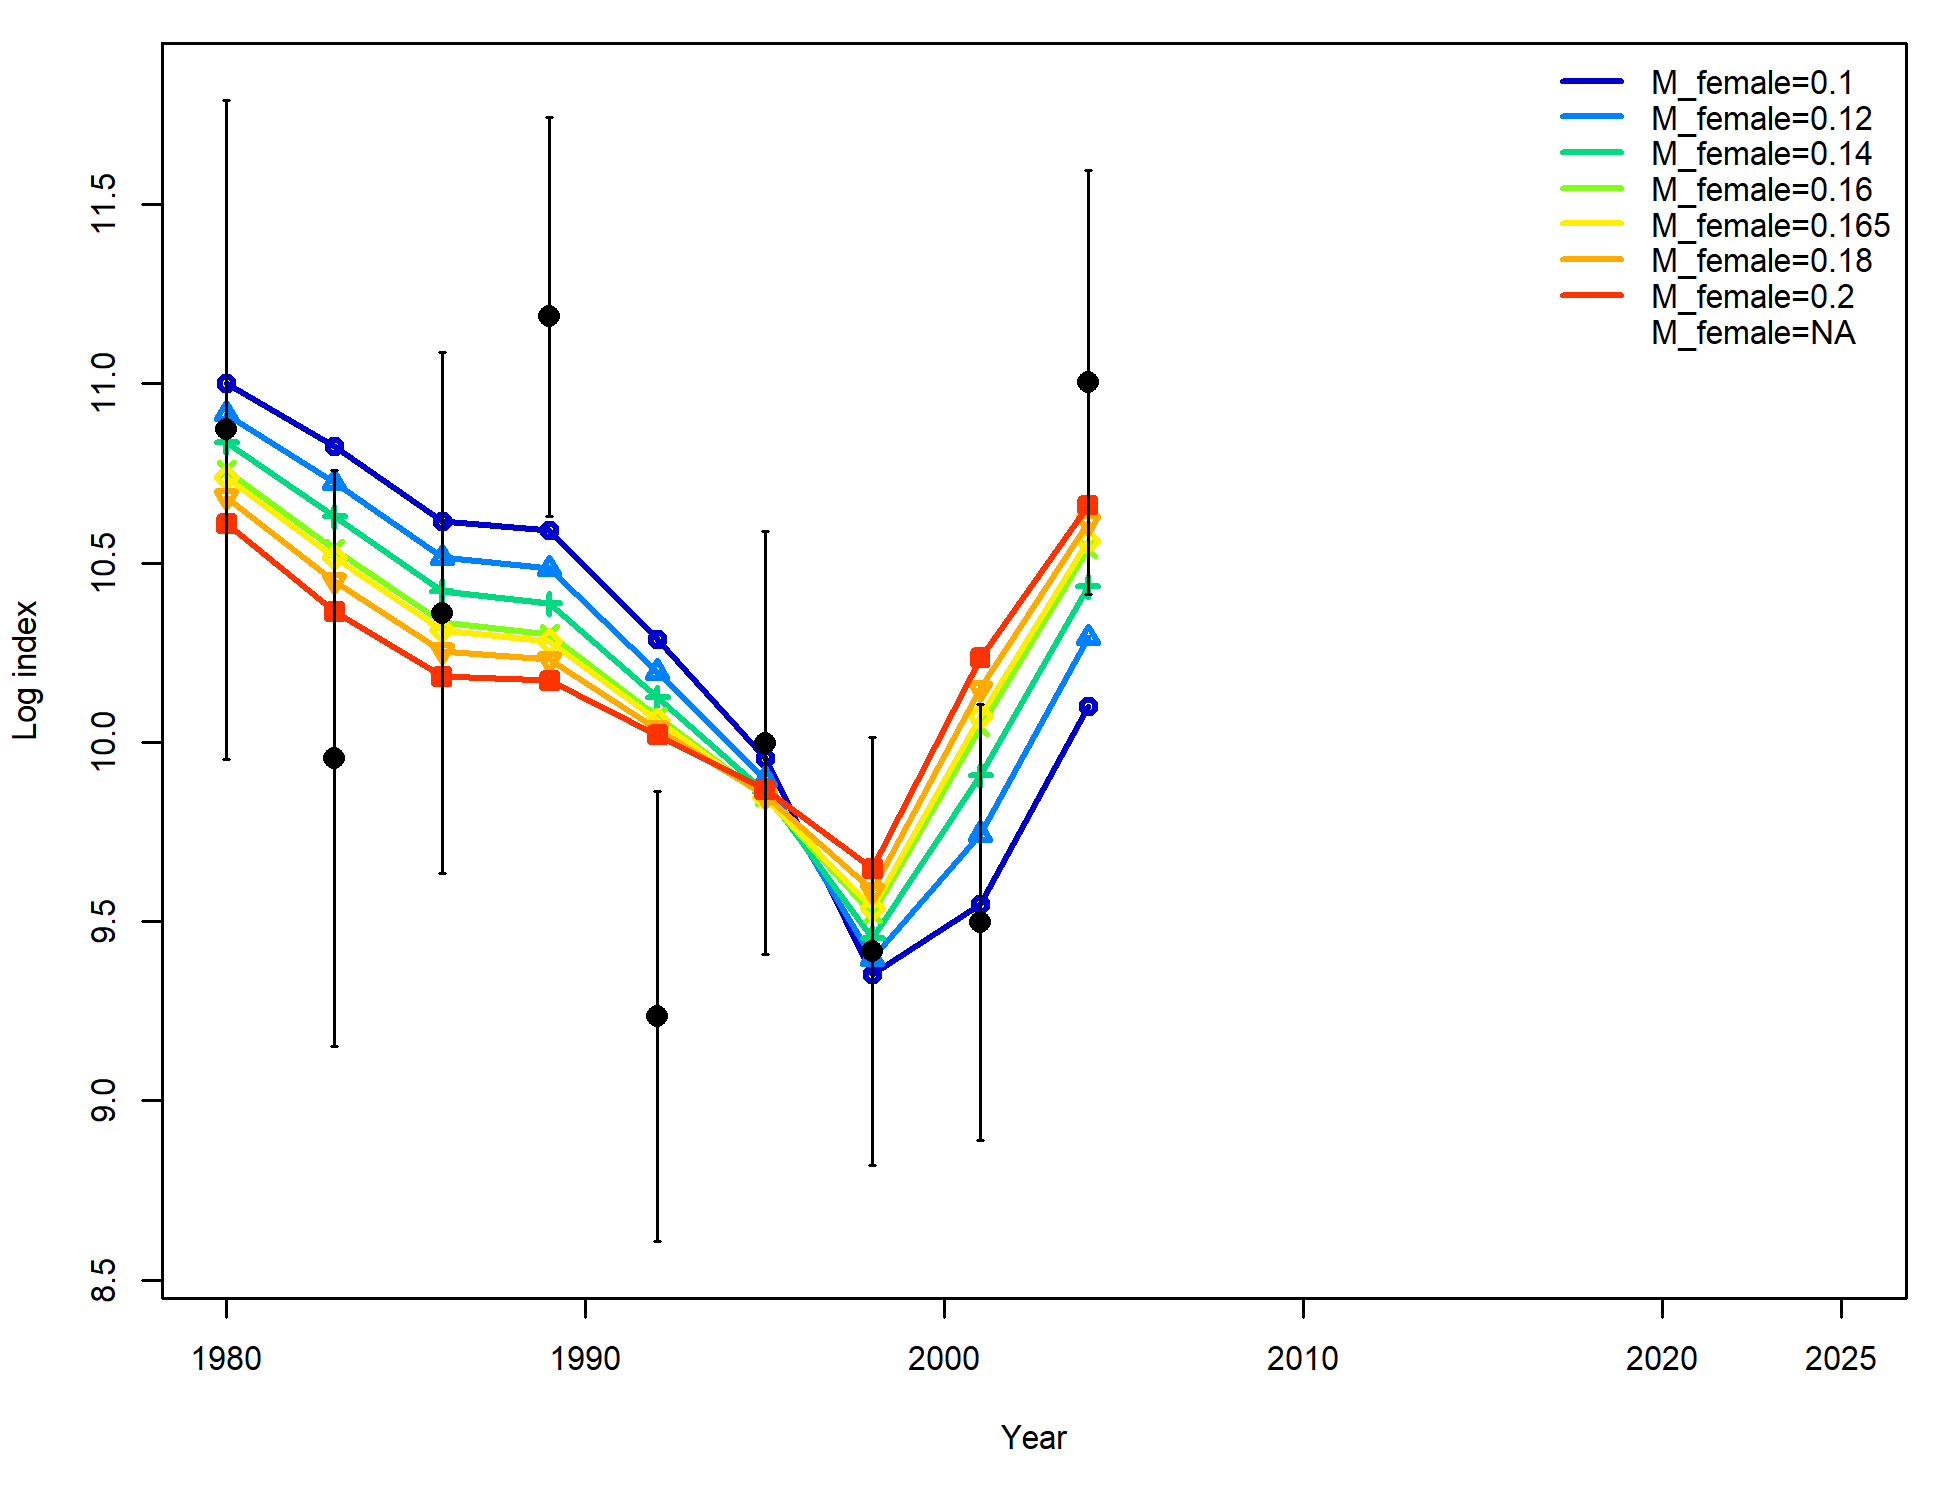 M_female=0.1
M_female=0.12
M_female=0.14
M_female=0.16
M_female=0.165
M_female=0.18
M_female=0.2
M_female=NA
11.5
11.0
10.5
10.0
9.5
9.0
8.5
Log index
1980 1990 2000 2010 2020 2025
Year